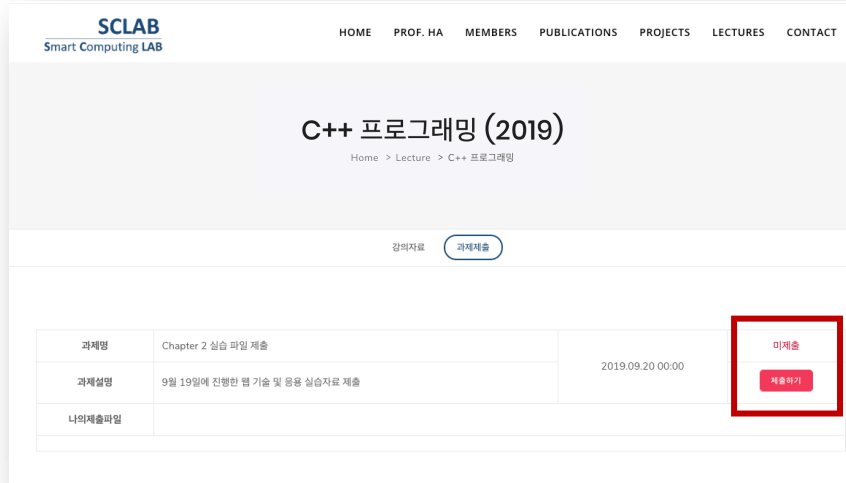 SCLAB
Smart Computing LAB
HOME PROF. HA MEMBERS PUBLICATIONS PROJECTS LECTURES CONTACT
C++ 프로그래밍 (2019)
Home > Lecture > C++ 프로그래밍
강의자료 과제제출
과제명 Chapter 2 실습 파일 제출 2019.09.20 00:00 미제출
과제설명 9월 19일에 진행한 웹 기술 및 응용 실습자료 제출 제출하기
나의제출파일